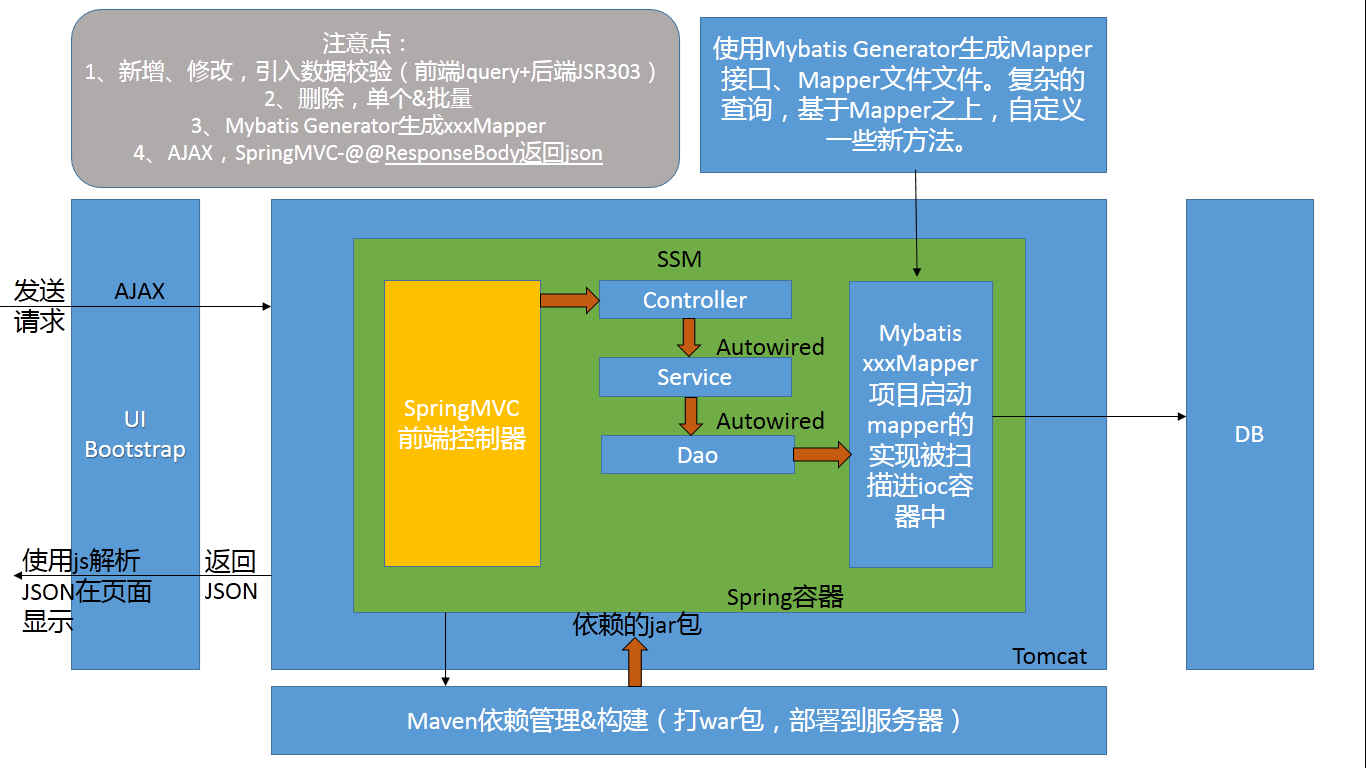 注意点：
1、新增、修改，引入数据校验（前端Jquery+后端JSR303）
2、删除，单个&批量
3、Mybatis Generator生成xxxMapper
4、AJAX，SpringMVC-@@ResponseBody返回json
使用Mybatis Generator生成Mapper
接口、Mapper文件文件。复杂的
查询，基于Mapper之上，自定义
一些新方法。
发送
请求
AJAX
UI
Bootstrap
使用js解析
JSON在页面
显示
返回
JSON
SSM
SpringMVC
前端控制器
Controller
Autowired
Service
Autowired
Dao
Mybatis
xxxMapper
项目启动
mapper的
实现被扫
描进ioc容
器中
Spring容器
依赖的jar包
Tomcat
DB
Maven依赖管理&构建（打war包，部署到服务器）